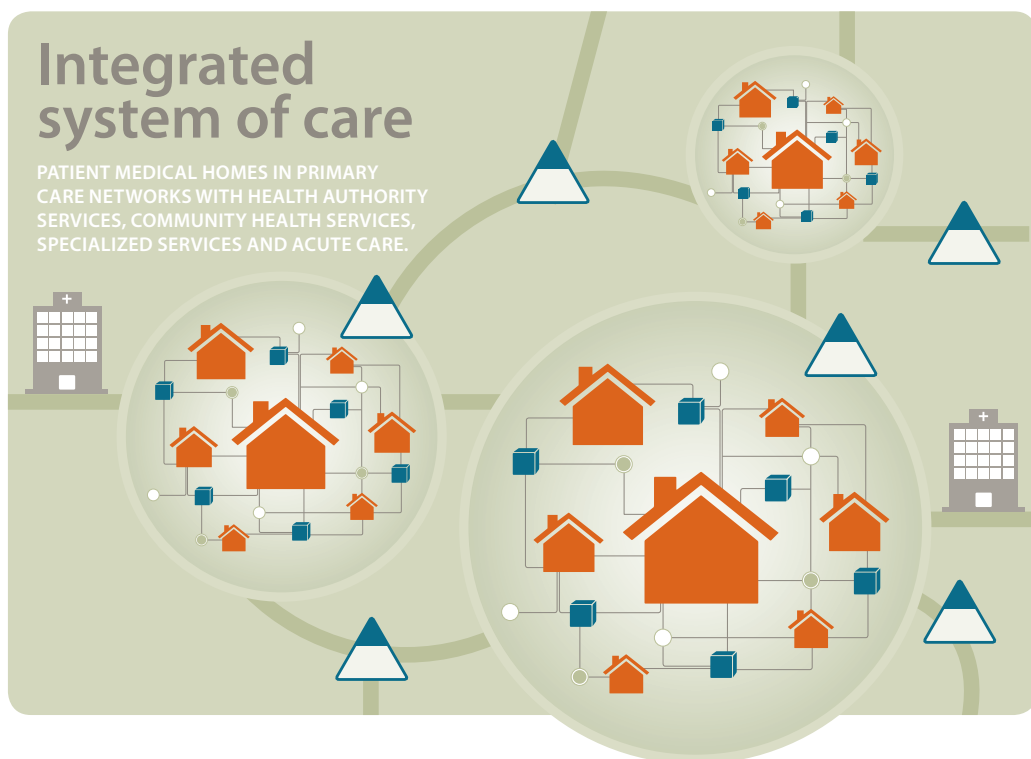 Integrated
system of care
PATIENT MEDICAL HOMES IN PRIMARY
CARE NETWORKS WITH HEALTH AUTHORITY
SERVICES, COMMUNITY HEALTH SERVICES,
SPECIALIZED SERVICES AND ACUTE CARE.